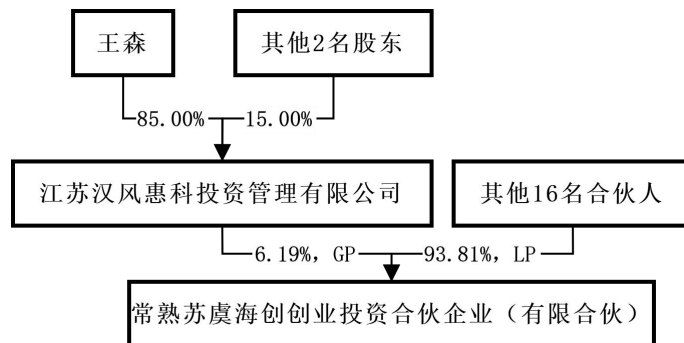 王森
其他2名股东
85.00%
15.00%
江苏汉风惠科投资管理有限公司
其他16名合伙人
6.19%，GP
93.81%，LP
常熟苏虞海创创业投资合伙企业（有限合伙）